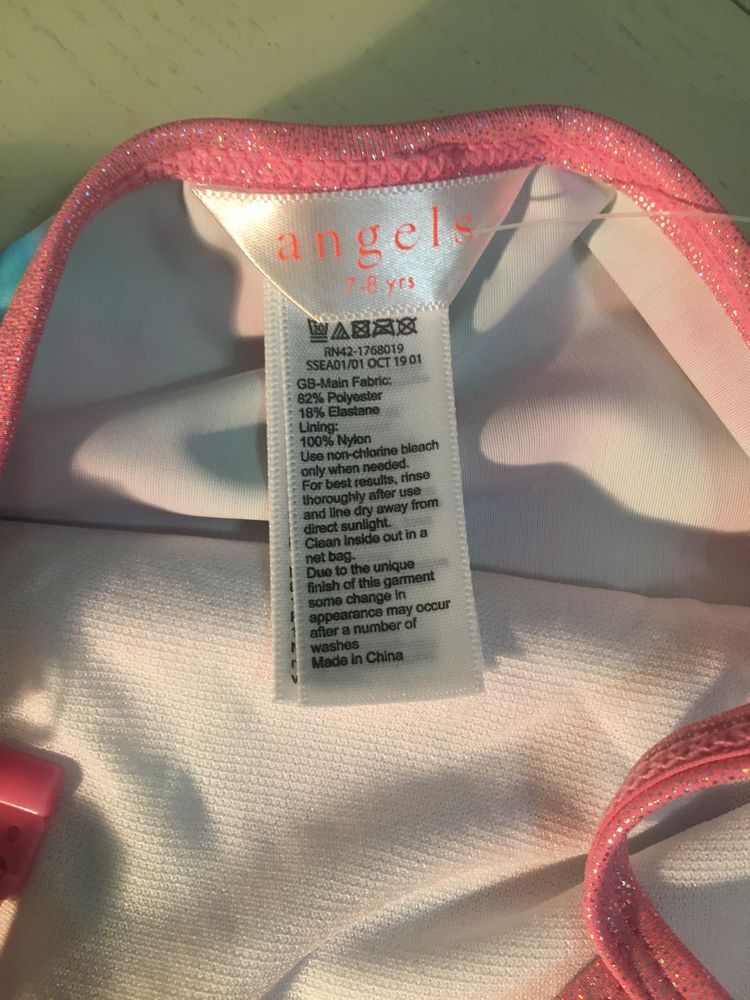 angels
7-8 yrs
30
RN42-1768019
SSEA01/01 OCT 19 01
GB-Main Fabric:
82% Polyester
18% Elastane
Lining:
100% Nylon
Use non-chlorine bleach
only when needed.
For best results, rinse
thoroughly after use
and line dry away from
direct sunlight.
Clean inside out in a
net bag.
Due to the unique
finish of this garment
some change in
appearance may occur
after a number of
washes
Made in China